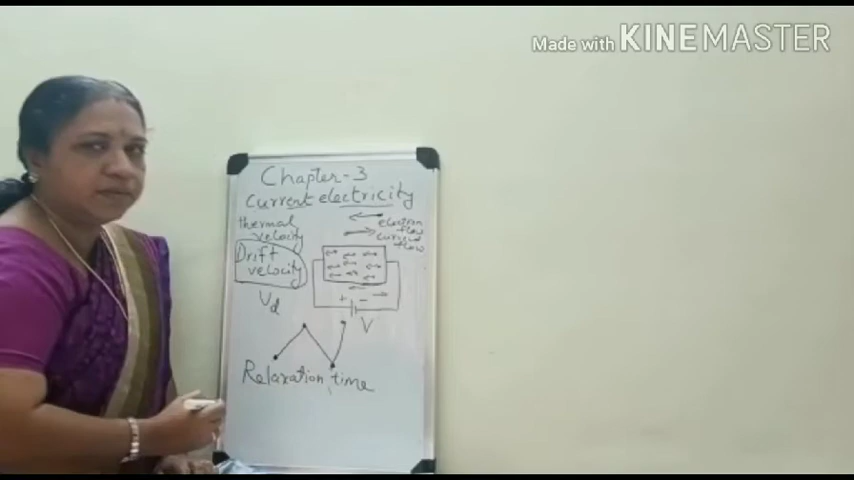 Made with KINEMASTER
Chapter-3
Current electricity
thermal
velocity
electron
flow
current
flow
Drift
velocity
Vd
+ -
V
Relaxation time